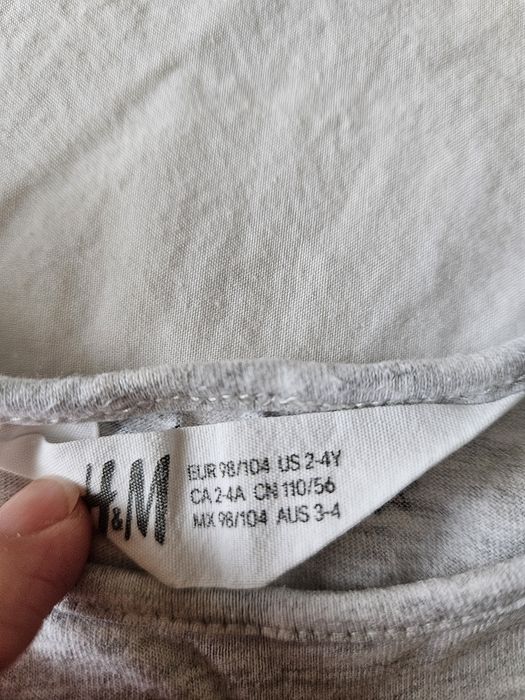 H&M
EUR 98/104 US 2-4Y
CA 2-4A CN 110/56
MX 98/104 AUS 3-4